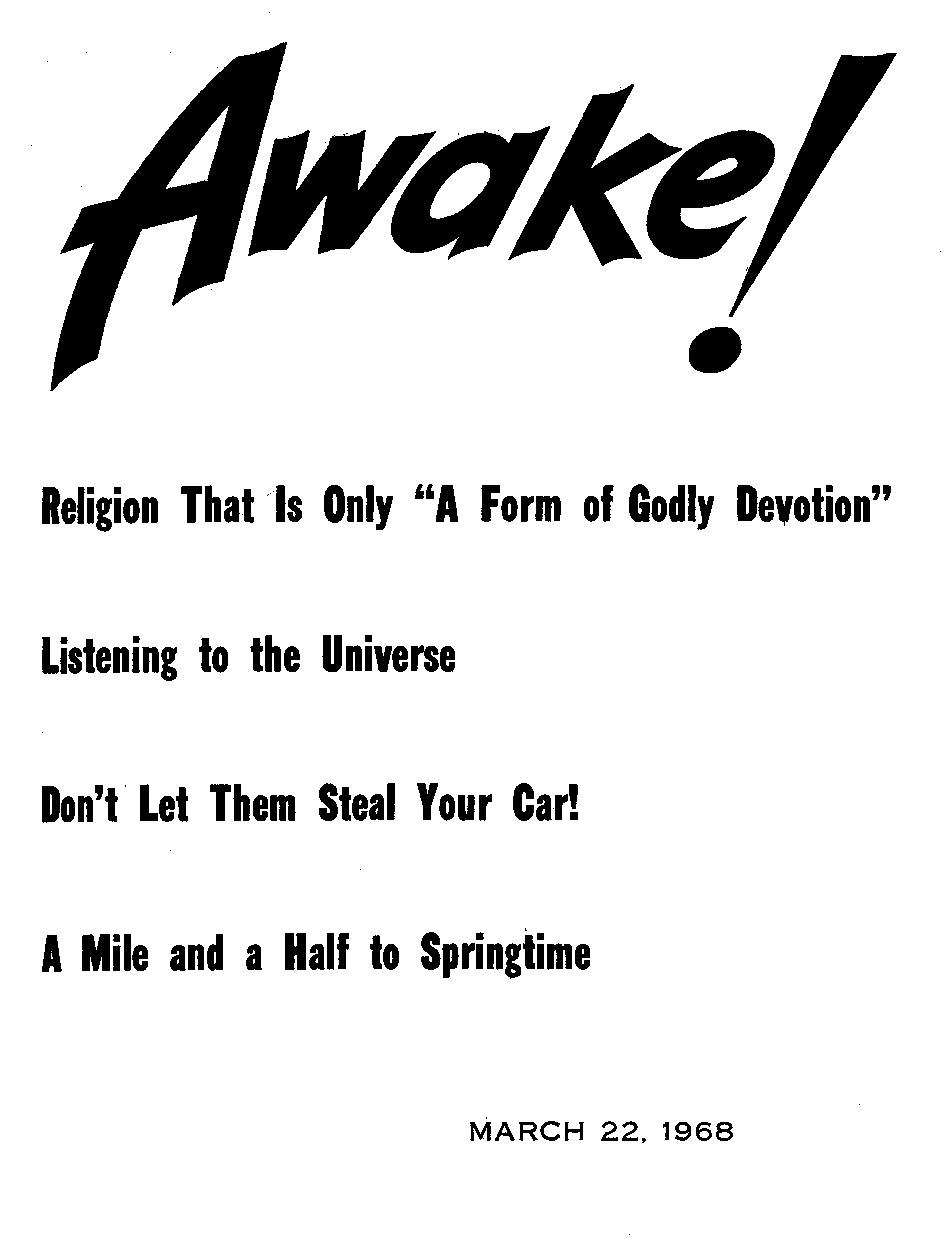 Awake!
Religion That Is Only “A Form of Godly Devotion”
Listening to the Universe
Don’t Let Them Steal Your Car!
A Mile and a Half to Springtime
MARCH 22, 1968